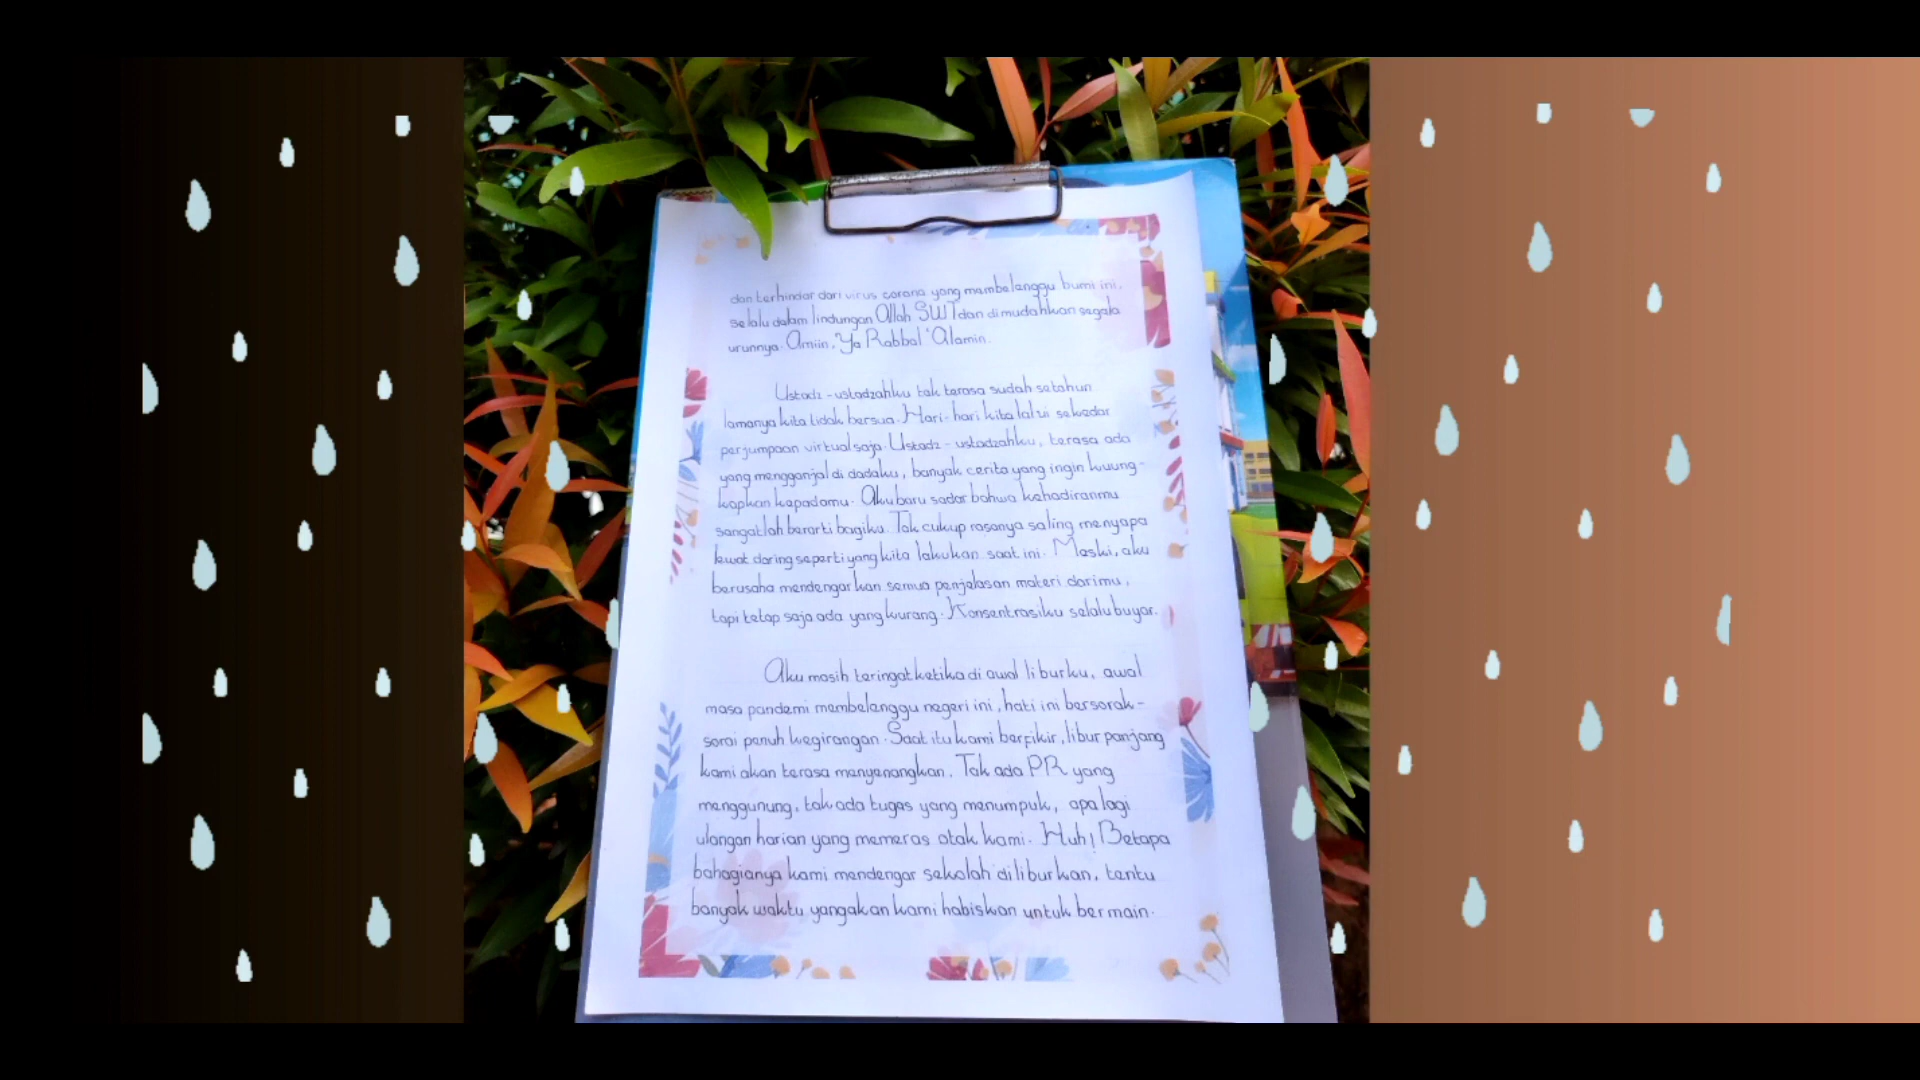 dan terhindar dari virus corona yang membelenggu bumi ini,
selalu dalam lindungan Allah SWT dan dimudahkan segala
urunnya. Amiin, Ya Rabbal 'Alamin.
Ustadz-ustadzahku tak terasa sudah setahun
lamanya kita tidak bersua. Hari-hari kita lalui sekedar
perjumpaan virtual saja. Ustadz-ustadzahku, terasa ada
yang mengganjal di dadaku, banyak cerita yang ingin kuung-
kapkan kepadamu. Aku baru sadar bahwa kehadiranmu
sangatlah berarti bagiku. Tak cukup rasanya saling menyapa
lewat daring seperti yang kita lakukan saat ini. Meski, aku
berusaha mendengarkan semua penjelasan materi darimu,
tapi tetap saja ada yang kurang. Konsentrasiku selalu buyar.
Aku masih teringat ketika di awal liburku, awal
masa pandemi membelenggu negeri ini, hati ini bersorak-
sorai penuh kegirangan. Saat itu kami berfikir, libur panjang
kami akan terasa menyenangkan. Tak ada PR yang
menggunung, tak ada tugas yang menumpuk, apa lagi
ulangan harian yang memeras otak kami. Huh! Betapa
bahagianya kami mendengar sekolah diliburkan, tentu
banyak waktu yang akan kami habiskan untuk bermain.